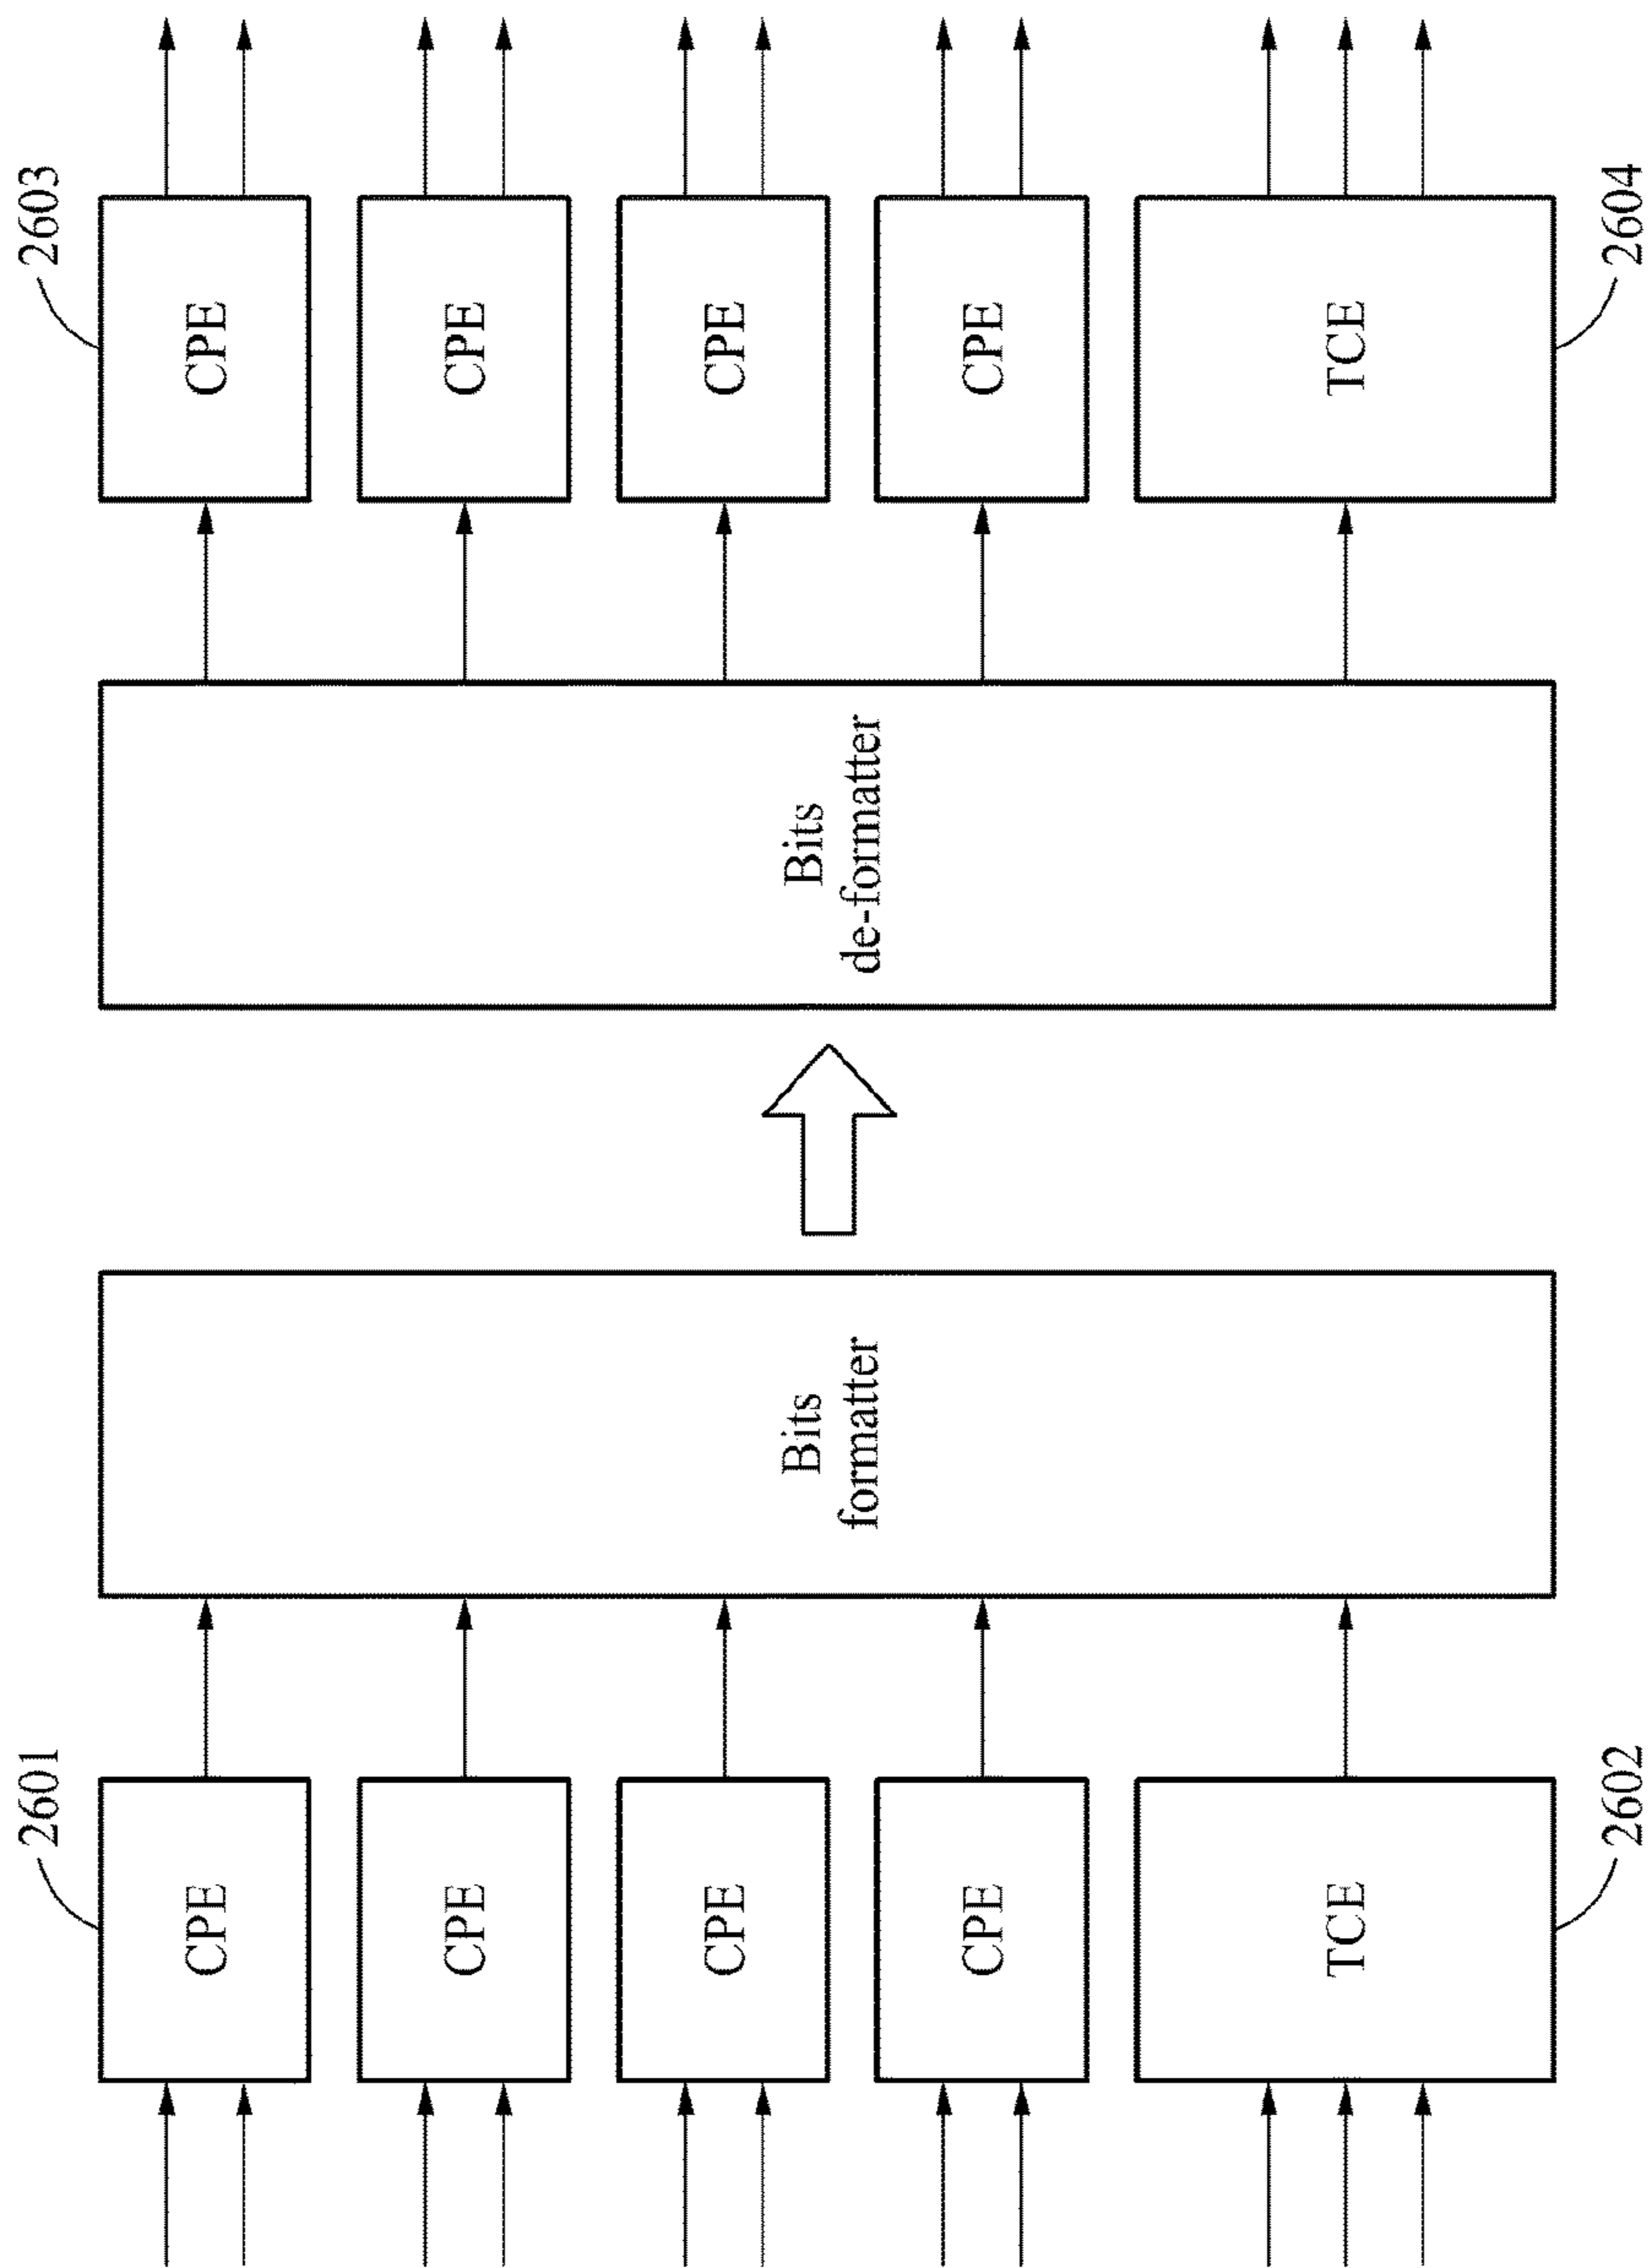 2601
CPE
CPE
CPE
CPE
TCE
2602
Bits
formatter
Bits
de-formatter
2603
CPE
CPE
CPE
CPE
TCE
2604